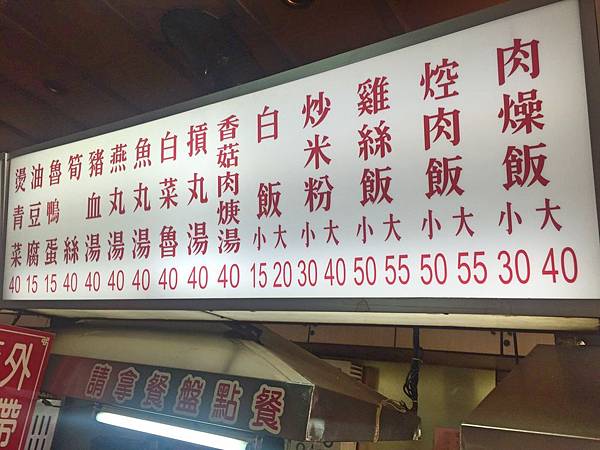 肉燥飯 小 大 30 40
焢肉飯 小 大 50 55
雞絲飯 小 大 50 55
炒米粉 小 大 30 40
白飯 小 大 15 20
香菇肉焿湯 40
摃丸湯 40
白菜魯 40
魚丸湯 40
燕丸湯 40
豬血湯 40
筍絲 40
魯鴨蛋 15
油豆腐 15
燙青菜 40
請拿餐盤點餐
外
帶